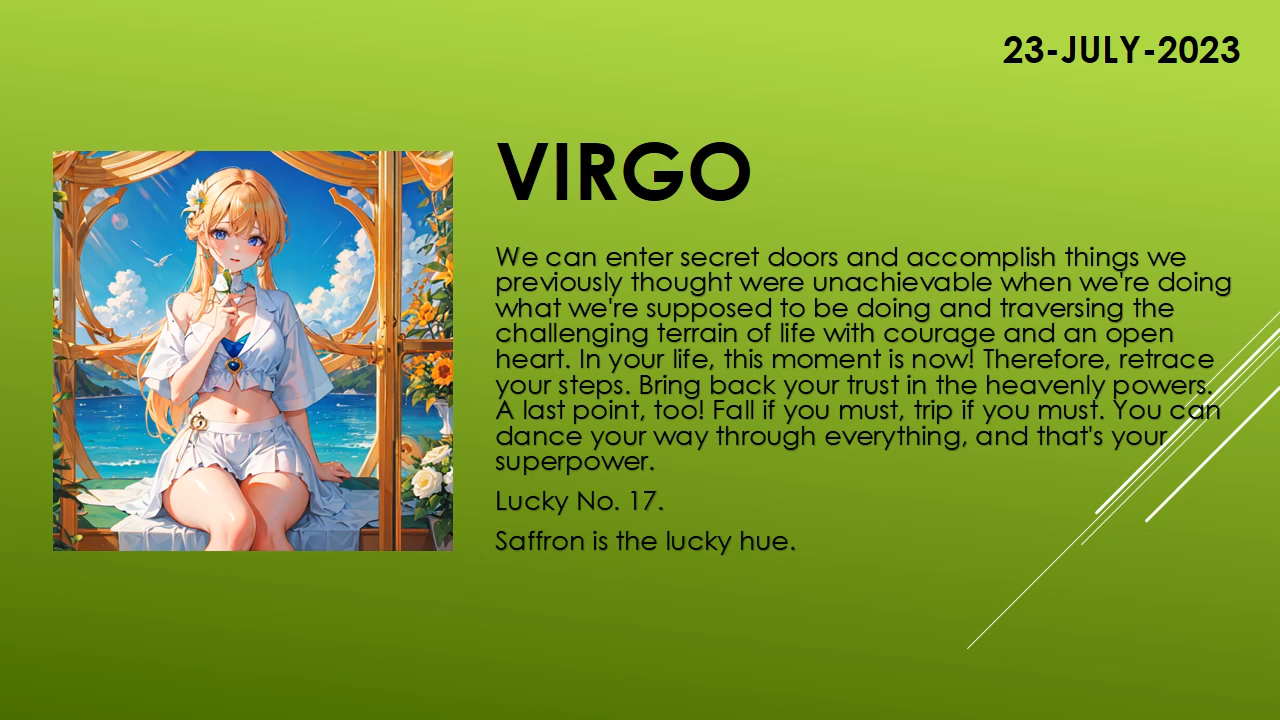 23-JULY-2023
VIRGO
We can enter secret doors and accomplish things we
previously thought were unachievable when we're doing
what we're supposed to be doing and traversing the
challenging terrain of life with courage and an open
heart. In your life, this moment is now! Therefore, retrace
your steps. Bring back your trust in the heavenly powers.
A last point, too! Fall if you must, trip if you must. You can
dance your way through everything, and that's your
superpower.
Lucky No. 17.
Saffron is the lucky hue.